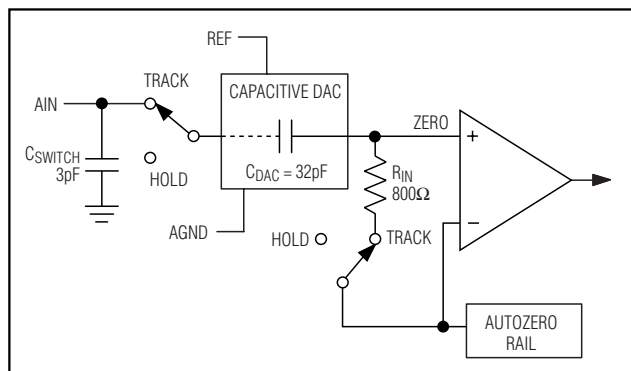 REF
CAPACITIVE DAC
TRACK
AIN
ZERO
+
CSWITCH
3pF
HOLD
CDAC = 32pF
RIN
800Ω
−
AGND
HOLD
TRACK
AUTOZERO
RAIL